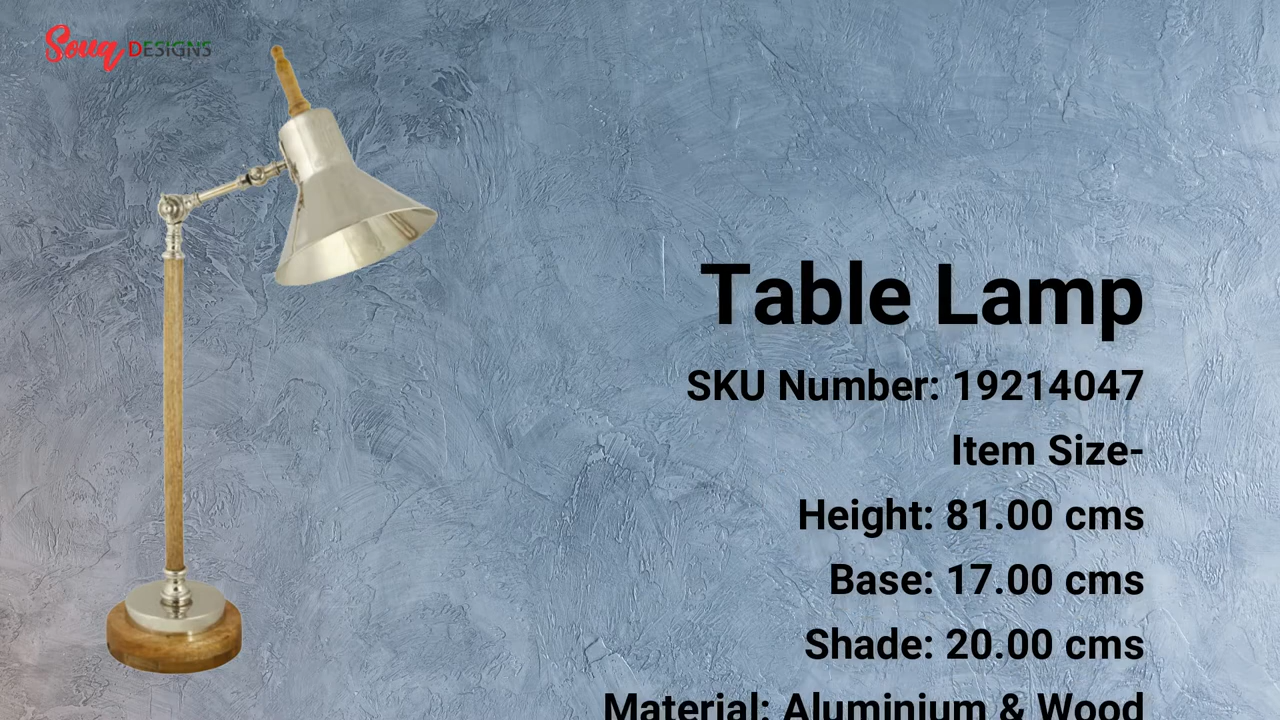 Souq DESIGNS
Table Lamp
SKU Number: 19214047
Item Size-
Height: 81.00 cms
Base: 17.00 cms
Shade: 20.00 cms
Material: Aluminium & Wood